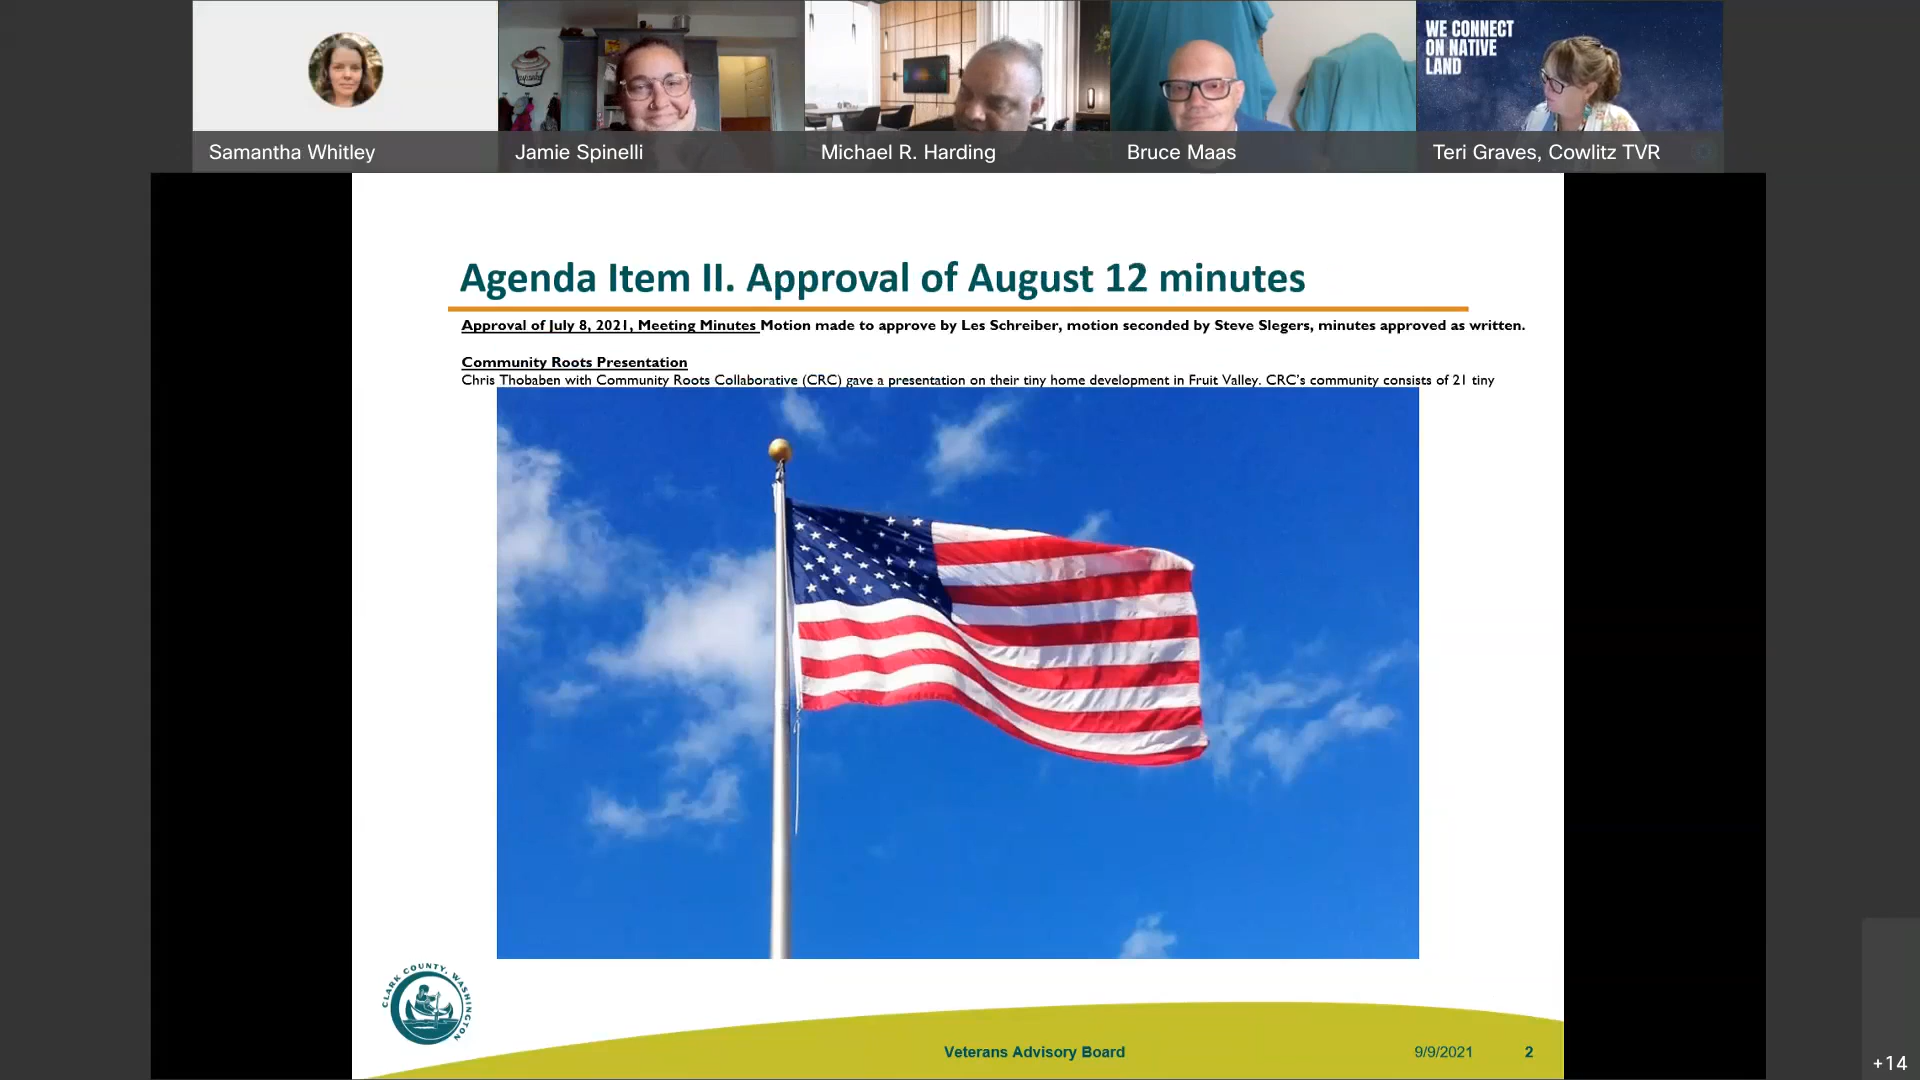 WE CONNECT
ON NATIVE
LAND
Samantha Whitley
Jamie Spinelli
Michael R. Harding
Bruce Maas
Teri Graves, Cowlitz TVR
Agenda Item II. Approval of August 12 minutes
Approval of July 8, 2021, Meeting Minutes Motion made to approve by Les Schreiber, motion seconded by Steve Slegers, minutes approved as written.
Community Roots Presentation
Chris Thobaben with Community Roots Collaborative (CRC) gave a presentation on their tiny home development in Fruit Valley. CRC's community consists of 21 tiny
CLARK COUNTY, WASHINGTON
Veterans Advisory Board
9/9/2021
2
+14